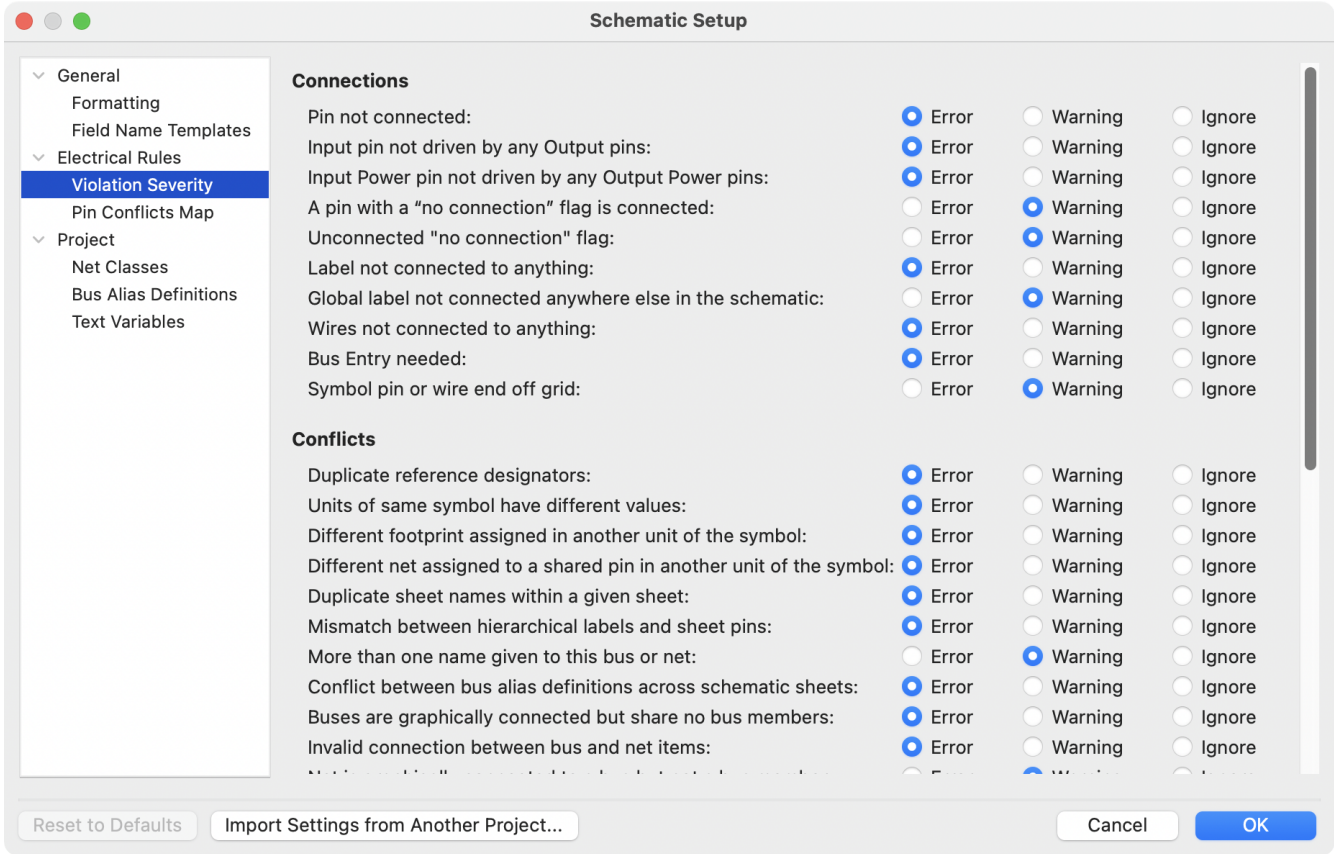 Schematic Setup
General
Formatting
Field Name Templates
Electrical Rules
Violation Severity
Pin Conflicts Map
Project
Net Classes
Bus Alias Definitions
Text Variables
Connections
Pin not connected: Error Warning Ignore
Input pin not driven by any Output pins: Error Warning Ignore
Input Power pin not driven by any Output Power pins: Error Warning Ignore
A pin with a “no connection” flag is connected: Error Warning Ignore
Unconnected "no connection" flag: Error Warning Ignore
Label not connected to anything: Error Warning Ignore
Global label not connected anywhere else in the schematic: Error Warning Ignore
Wires not connected to anything: Error Warning Ignore
Bus Entry needed: Error Warning Ignore
Symbol pin or wire end off grid: Error Warning Ignore
Conflicts
Duplicate reference designators: Error Warning Ignore
Units of same symbol have different values: Error Warning Ignore
Different footprint assigned in another unit of the symbol: Error Warning Ignore
Different net assigned to a shared pin in another unit of the symbol: Error Warning Ignore
Duplicate sheet names within a given sheet: Error Warning Ignore
Mismatch between hierarchical labels and sheet pins: Error Warning Ignore
More than one name given to this bus or net: Error Warning Ignore
Conflict between bus alias definitions across schematic sheets: Error Warning Ignore
Buses are graphically connected but share no bus members: Error Warning Ignore
Invalid connection between bus and net items: Error Warning Ignore
Reset to Defaults
Import Settings from Another Project...
Cancel
OK